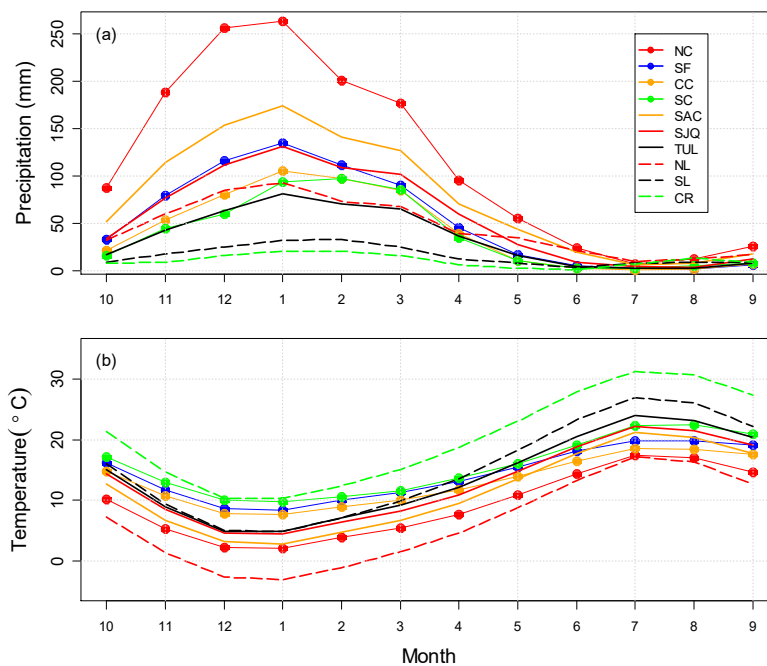 (a)
Precipitation (mm)
250
200
150
100
50
0
NC
SF
CC
SC
SAC
SJQ
TUL
NL
SL
CR
10 11 12 1 2 3 4 5 6 7 8 9
(b)
Temperature( ° C)
30
20
10
0
10 11 12 1 2 3 4 5 6 7 8 9
Month